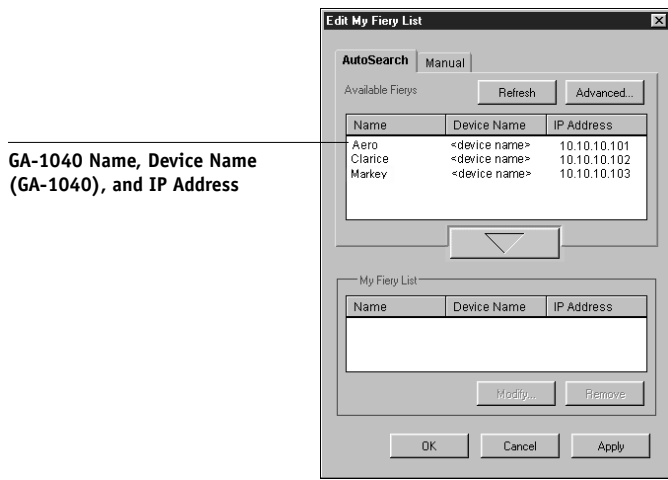 Edit My Fiery List
AutoSearch Manual
Available Fierys Refresh Advanced...
Name Device Name IP Address
Aero <device name> 10.10.10.101
Clarice <device name> 10.10.10.102
Markey <device name> 10.10.10.103
GA-1040 Name, Device Name
(GA-1040), and IP Address
My Fiery List
Name Device Name IP Address
Modify... Remove
OK Cancel Apply